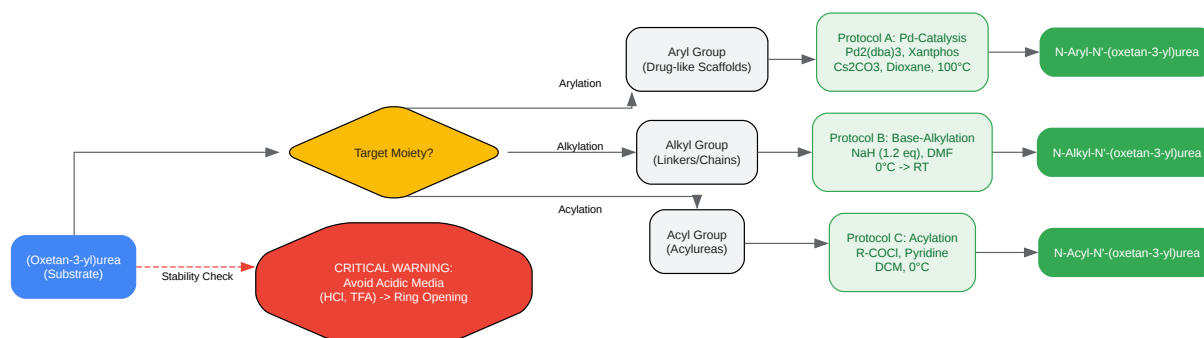 Aryl Group
(Drug-like Scaffolds)
Protocol A: Pd-Catalysis
Pd2(dba)3, Xantphos
Cs2CO3, Dioxane, 100°C
N-Aryl-N'-(oxetan-3-yl)urea
Arylation
Target Moiety?
Alkylation
Alkyl Group
(Linkers/Chains)
Protocol B: Base-Alkylation
NaH (1.2 eq), DMF
0°C -> RT
N-Alkyl-N'-(oxetan-3-yl)urea
Acylation
Acyl Group
(Acylureas)
Protocol C: Acylation
R-COCl, Pyridine
DCM, 0°C
N-Acyl-N'-(oxetan-3-yl)urea
(Oxetan-3-yl)urea
(Substrate)
Stability Check
CRITICAL WARNING:
Avoid Acidic Media
(HCl, TFA) -> Ring Opening